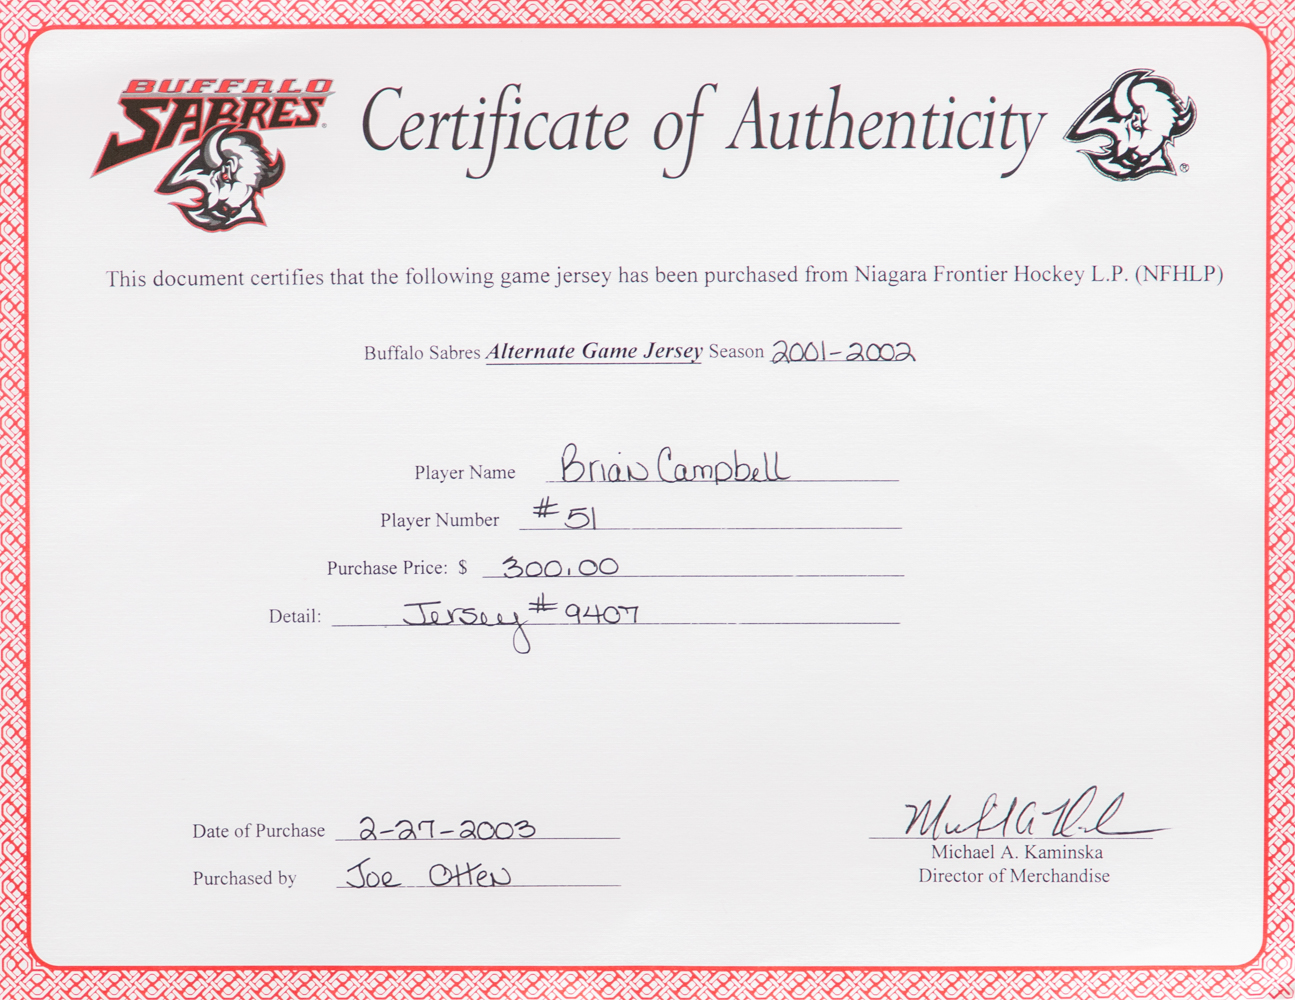 BUFFALO
SABRES
Certificate of Authenticity
This document certifies that the following game jersey has been purchased from Niagara Frontier Hockey L.P. (NFHLP)
Buffalo Sabres Alternate Game Jersey Season 2001-2002
Player Name Brian Campbell
Player Number #51
Purchase Price: $ 300.00
Detail: Jersey #9407
Date of Purchase 2-27-2003
Purchased by Joe Otten
Michael A. Kaminska
Director of Merchandise